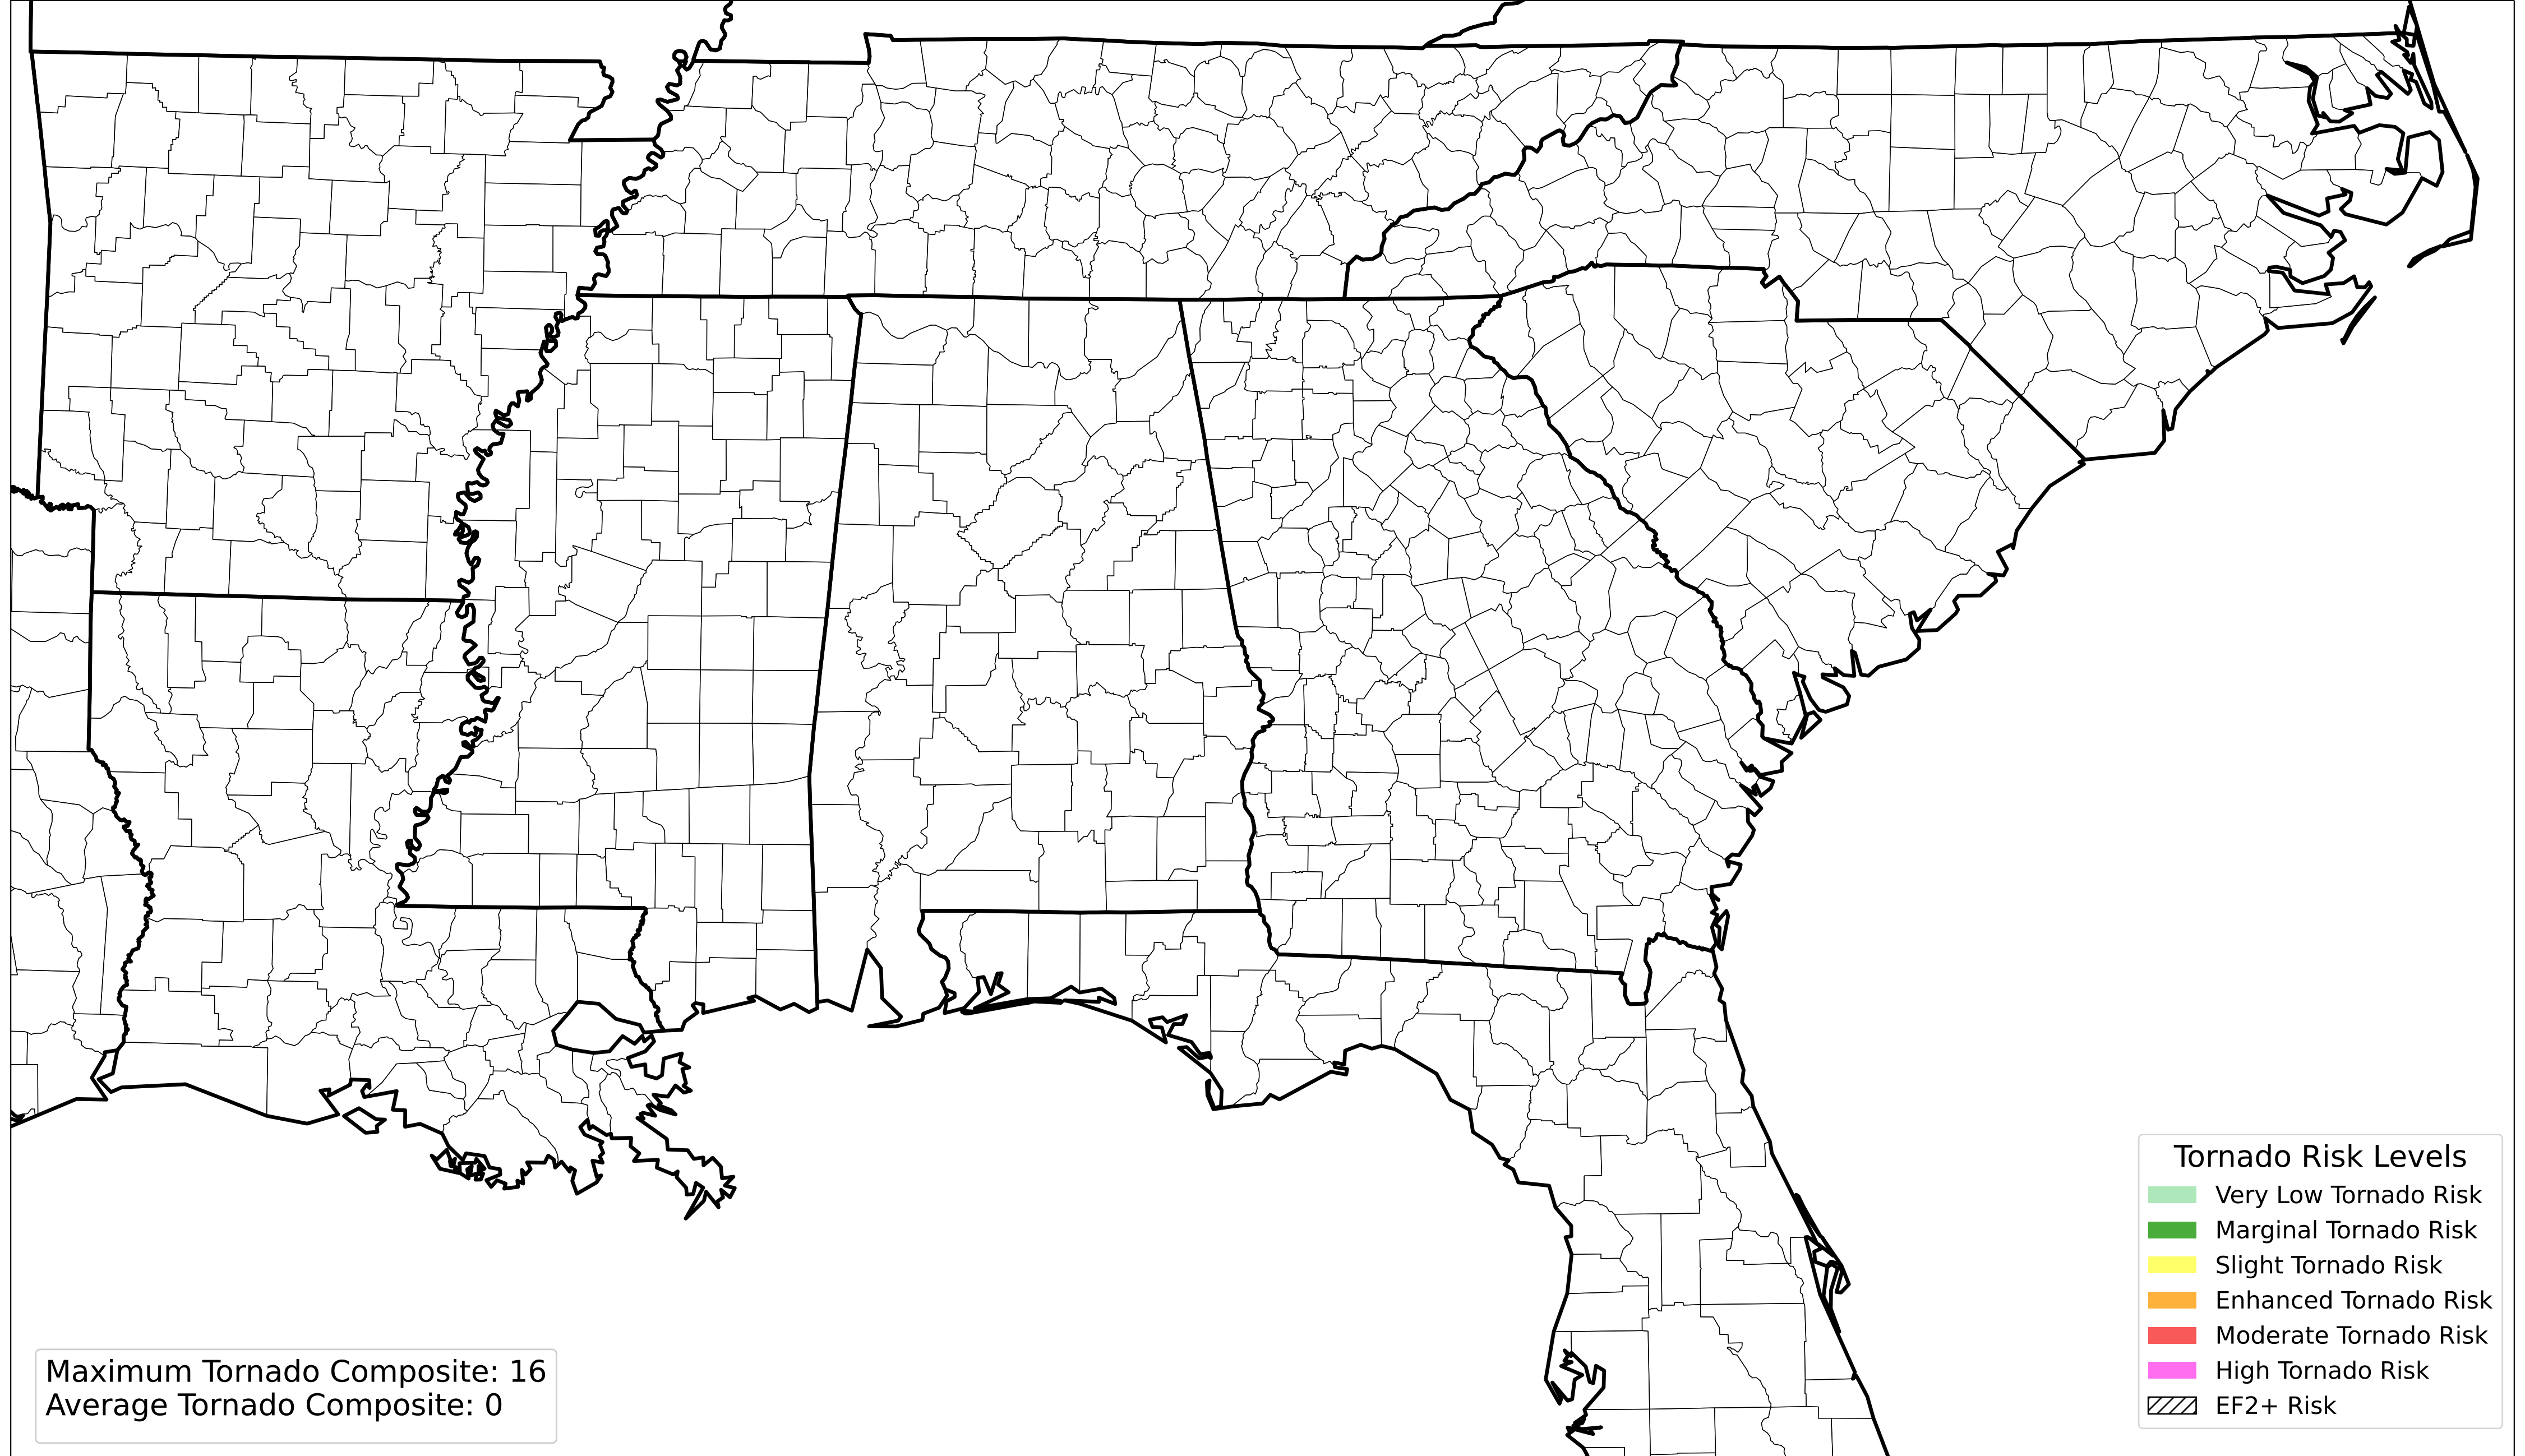 Maximum Tornado Composite: 16
Average Tornado Composite: 0
Tornado Risk Levels
Very Low Tornado Risk
Marginal Tornado Risk
Slight Tornado Risk
Enhanced Tornado Risk
Moderate Tornado Risk
High Tornado Risk
EF2+ Risk